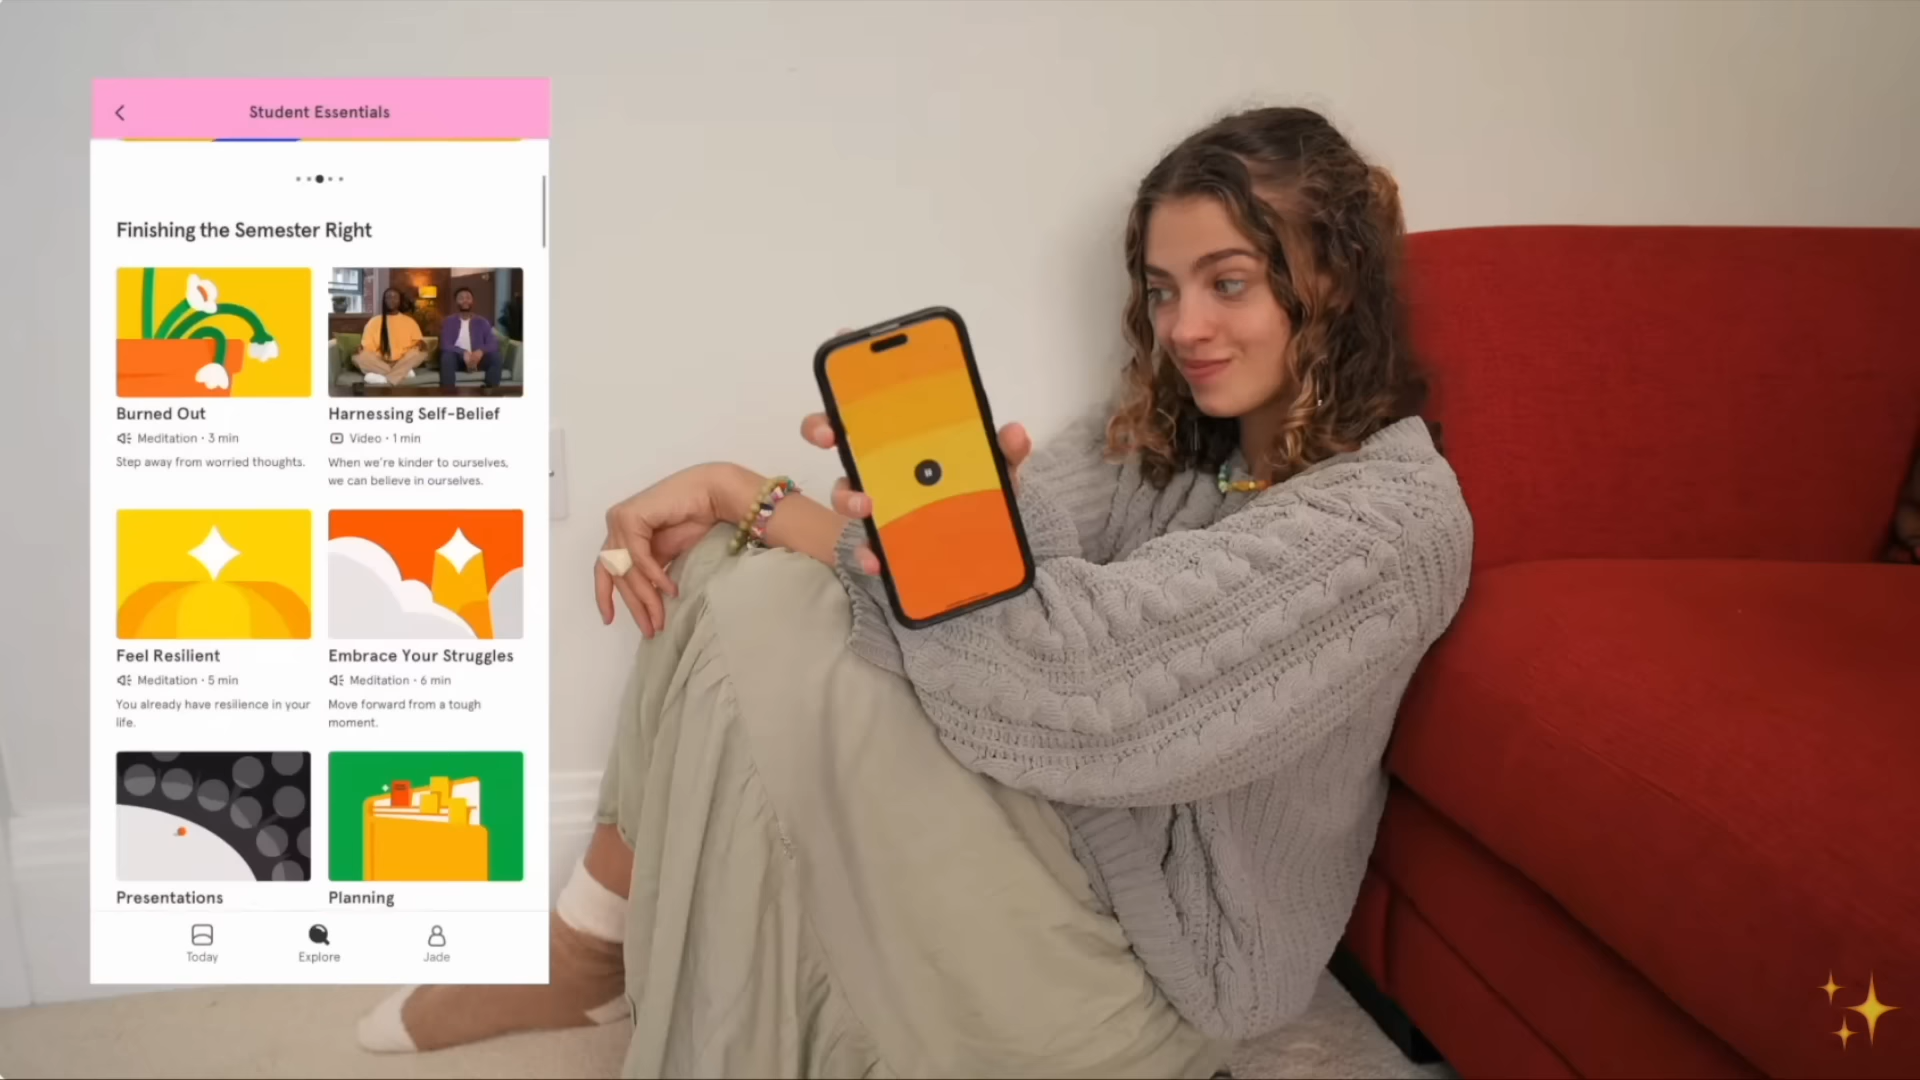 Student Essentials
Finishing the Semester Right
Burned Out
Meditation · 3 min
Step away from worried thoughts.
Harnessing Self-Belief
Video · 1 min
When we're kinder to ourselves,
we can believe in ourselves.
Feel Resilient
Meditation · 5 min
You already have resilience in your
life.
Embrace Your Struggles
Meditation · 6 min
Move forward from a tough
moment.
Presentations
Planning
Today
Explore
Jade